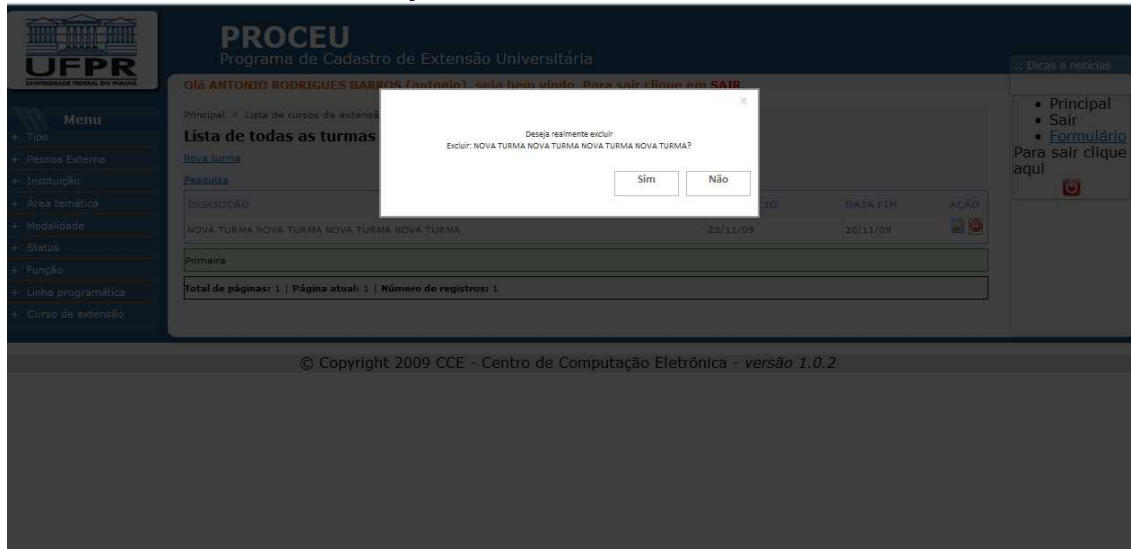 UFPR
UNIVERSIDADE FEDERAL DO PARANÁ
PROCEU
Programa de Cadastro de Extensão Universitária
Olá ANTONIO RODRIGUES BARROS (antonio), seja bem vindo. Para sair clique em SAIR
Menu
+ Tipo
+ Pessoa Externa
+ Instituição
+ Área temática
+ Modalidade
+ Status
+ Função
+ Linha programática
+ Curso de extensão
Principal » Lista de cursos de extensã
Lista de todas as turmas
Nova turma
Pesquisa
DESCRIÇÃO
DATA FIM
AÇÃO
NOVA TURMA NOVA TURMA NOVA TURMA NOVA TURMA
23/11/09
20/11/09
Primeira
Total de páginas: 1 | Página atual: 1 | Número de registros: 1
X
Deseja realmente excluir
Excluir: NOVA TURMA NOVA TURMA NOVA TURMA NOVA TURMA?
Sim
Não
.: Dicas e notícias
• Principal
• Sair
• Formulário
Para sair clique
aqui
© Copyright 2009 CCE - Centro de Computação Eletrônica - versão 1.0.2